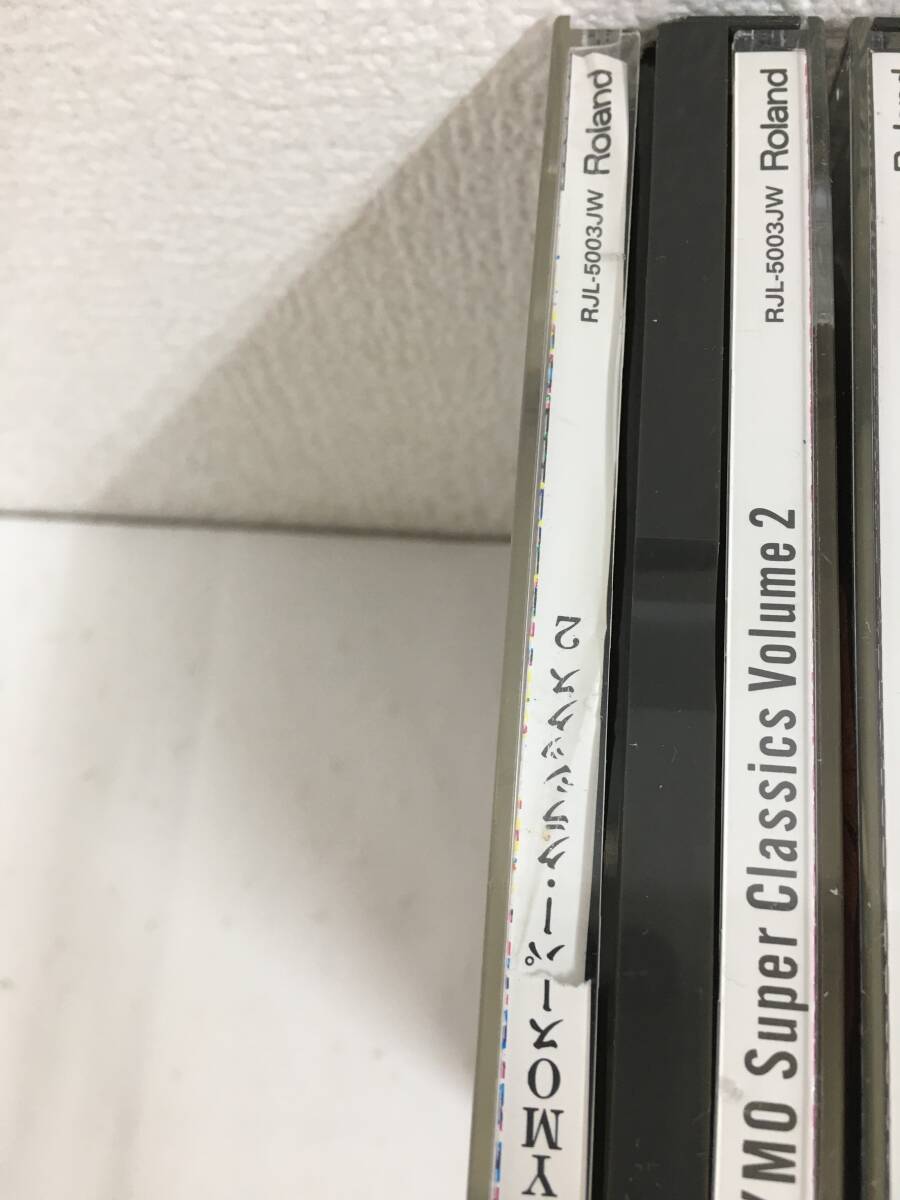 YMOスーパー・クラシックス 2 RJL-5003JW Roland
YMO Super Classics Volume 2 RJL-5003JW Roland